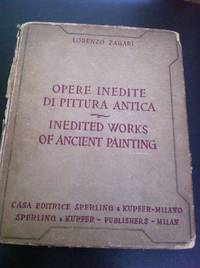 LORENZO ZAGARI
OPERE INEDITE
DI PITTURA ANTICA
INEDITED WORKS
OF ANCIENT PAINTING
CASA EDITRICE SPERLING & KUPFER-MILANO
SPERLING & KUPFER - PUBLISHERS - MILAN